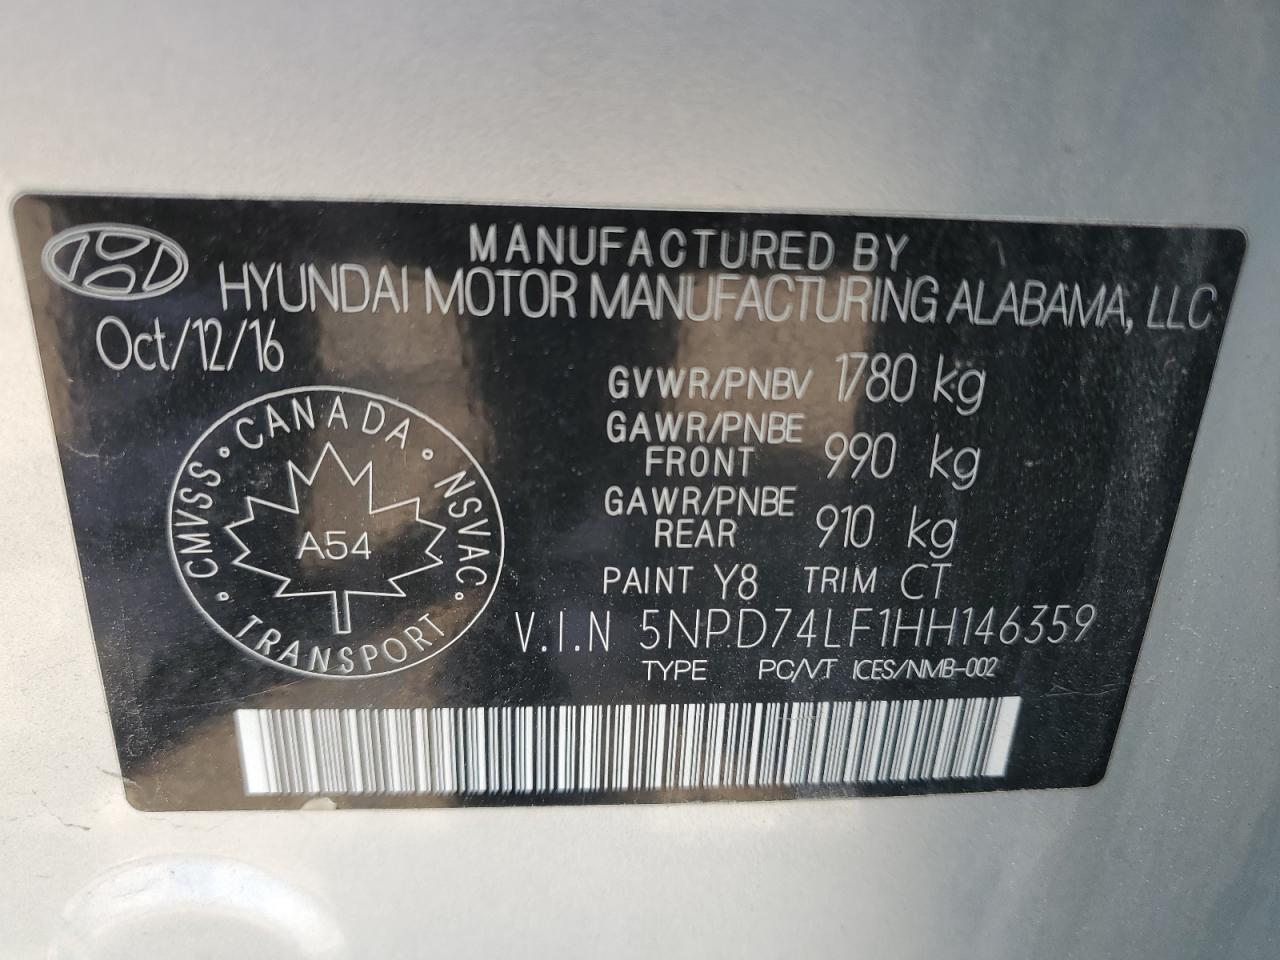 MANUFACTURED BY
HYUNDAI MOTOR MANUFACTURING ALABAMA, LLC
Oct/12/16
GVWR/PNBV 1780 kg
GAWR/PNBE
FRONT 990 kg
GAWR/PNBE
REAR 910 kg
PAINT Y8 TRIM CT
V.I.N 5NPD74LF1HH146359
TYPE PC/VT ICES/NMB-002
CMVSS • CANADA • NSVAC •
TRANSPORT •
A54